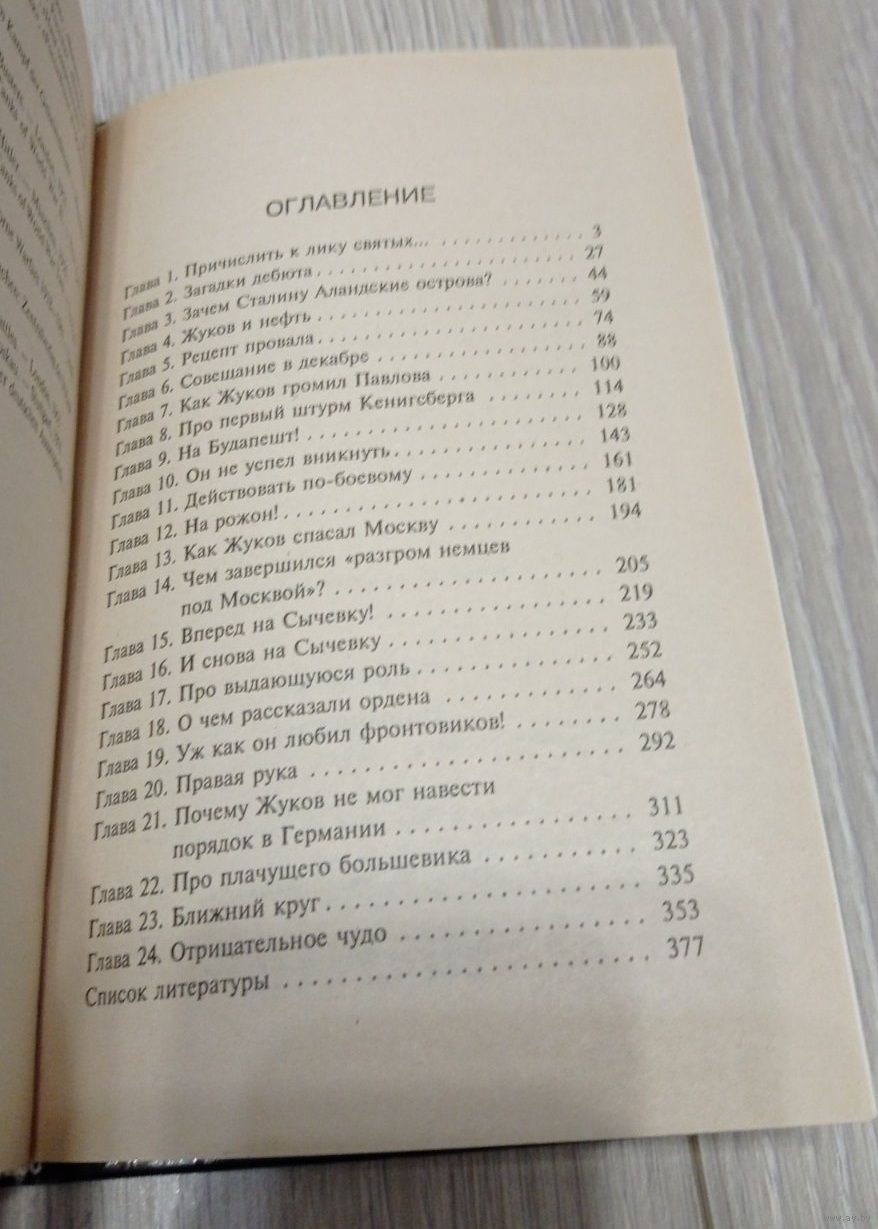 ОГЛАВЛЕНИЕ
Глава 1. Причислить к лику святых... . . . . . . . . . . . . . 3
Глава 2. Загадки дебюта . . . . . . . . . . . . . . . . . . . . . . 27
Глава 3. Зачем Сталину Аландские острова? . . . . . . . 44
Глава 4. Жуков и нефть . . . . . . . . . . . . . . . . . . . . . . 59
Глава 5. Рецепт провала . . . . . . . . . . . . . . . . . . . . . . 74
Глава 6. Совещание в декабре . . . . . . . . . . . . . . . . . 88
Глава 7. Как Жуков громил Павлова . . . . . . . . . . . . 100
Глава 8. Про первый штурм Кенигсберга . . . . . . . . 114
Глава 9. На Будапешт! . . . . . . . . . . . . . . . . . . . . . . 128
Глава 10. Он не успел вникнуть . . . . . . . . . . . . . . . 143
Глава 11. Действовать по-боевому . . . . . . . . . . . . . 161
Глава 12. На рожон! . . . . . . . . . . . . . . . . . . . . . . . 181
Глава 13. Как Жуков спасал Москву . . . . . . . . . . . 194
Глава 14. Чем завершился «разгром немцев
под Москвой»? . . . . . . . . . . . . . . . . . . . . 205
Глава 15. Вперед на Сычевку! . . . . . . . . . . . . . . . . 219
Глава 16. И снова на Сычевку . . . . . . . . . . . . . . . . 233
Глава 17. Про выдающуюся роль . . . . . . . . . . . . . . 252
Глава 18. О чем рассказали ордена . . . . . . . . . . . . 264
Глава 19. Уж как он любил фронтовиков! . . . . . . . . 278
Глава 20. Правая рука . . . . . . . . . . . . . . . . . . . . . . 292
Глава 21. Почему Жуков не мог навести
порядок в Германии . . . . . . . . . . . . . . . . . 311
Глава 22. Про плачущего большевика . . . . . . . . . . . 323
Глава 23. Ближний круг . . . . . . . . . . . . . . . . . . . . . 335
Глава 24. Отрицательное чудо . . . . . . . . . . . . . . . . 353
Список литературы . . . . . . . . . . . . . . . . . . . . . . . . 377
www.av.by